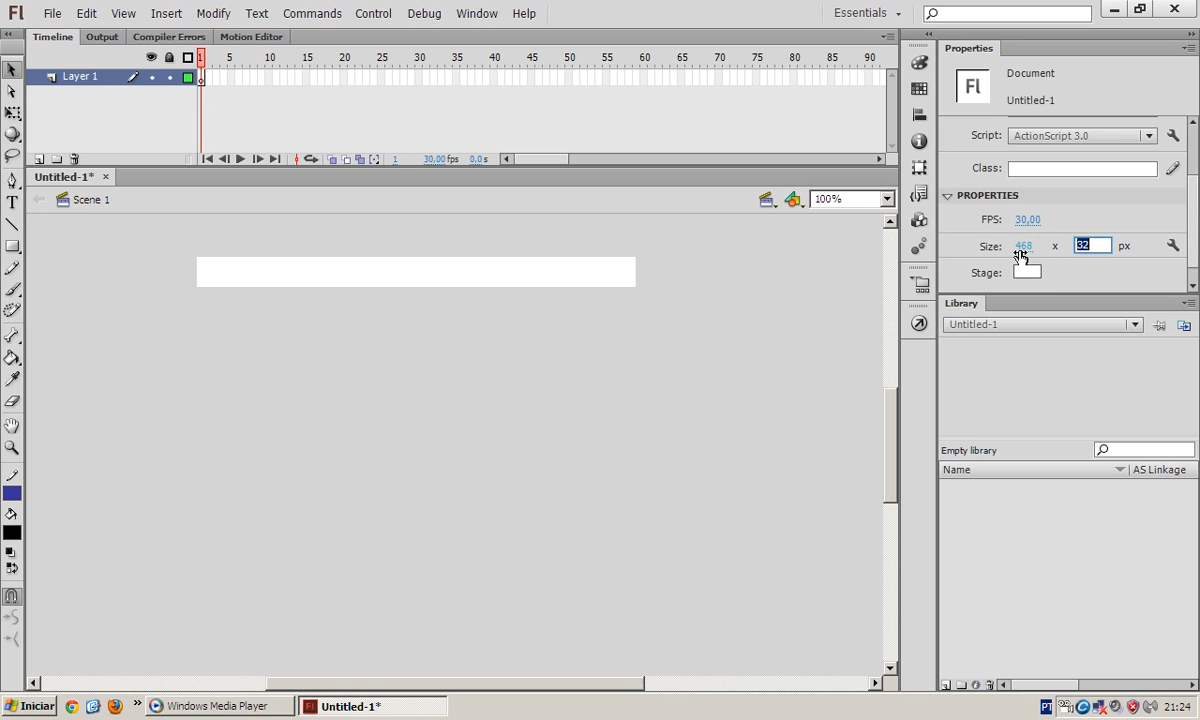 Fl File Edit View Insert Modify Text Commands Control Debug Window Help Essentials
Timeline Output Compiler Errors Motion Editor
1 5 10 15 20 25 30 35 40 45 50 55 60 65 70 75 80 85 90
Layer 1
1 30,00 fps 0,0 s
Untitled-1* ×
Scene 1 100%
Properties
Fl Document
Untitled-1
Script: ActionScript 3.0
Class:
PROPERTIES
FPS: 30,00
Size: 468 x 32 px
Stage:
Library
Untitled-1
Empty library
Name AS Linkage
T
Iniciar » Windows Media Player Fl Untitled-1* PT 21:24